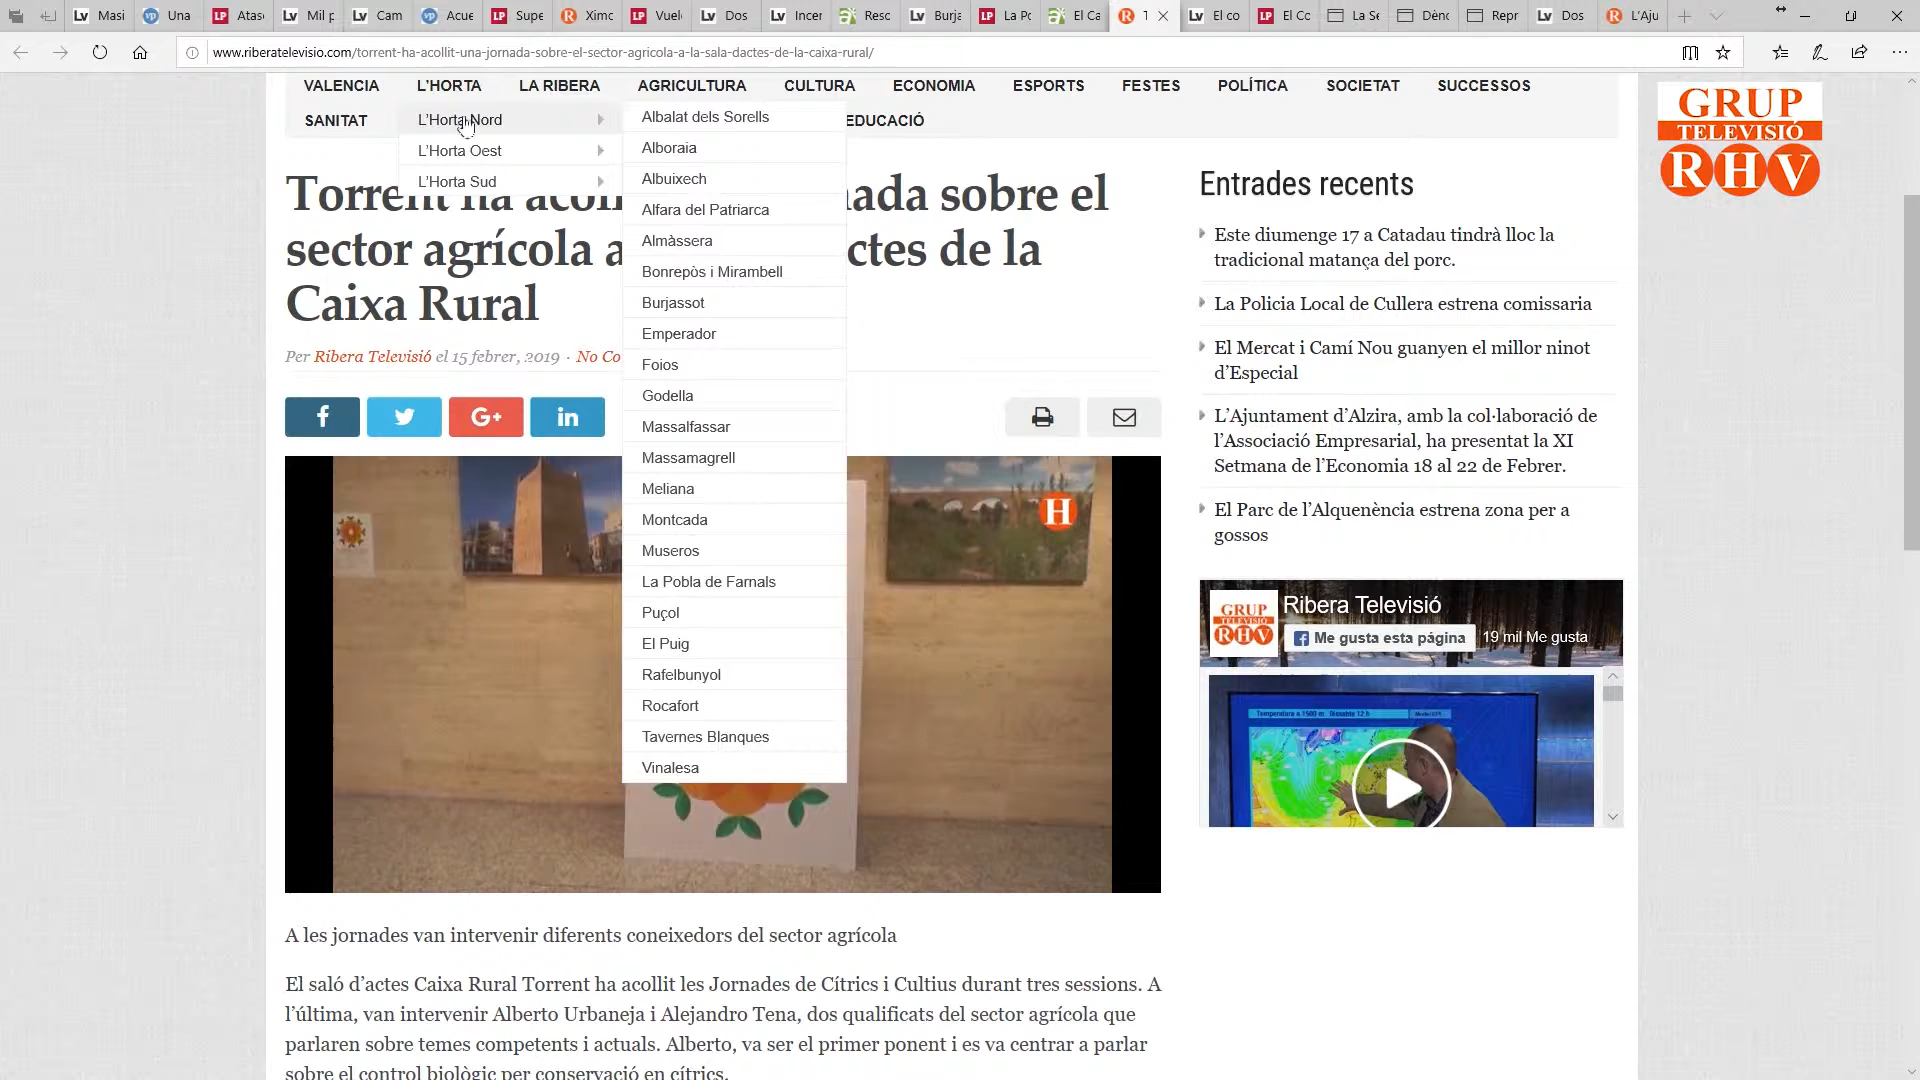 Masi
Una
Atas
Mil p
Cam
Acue
Supe
Ximo
Vuel
Dos
Incer
Resc
Burja
La Po
El Ca
T
El co
El Co
La Se
Dènc
Repr
Dos
L'Aju
www.riberatelevisio.com/torrent-ha-acollit-una-jornada-sobre-el-sector-agricola-a-la-sala-dactes-de-la-caixa-rural/
VALENCIA L'HORTA LA RIBERA AGRICULTURA CULTURA ECONOMIA ESPORTS FESTES POLÍTICA SOCIETAT SUCCESSOS
SANITAT EDUCACIÓ
L'Horta Nord
L'Horta Oest
L'Horta Sud
Albalat dels Sorells
Alboraia
Albuixech
Alfara del Patriarca
Almàssera
Bonrepòs i Mirambell
Burjassot
Emperador
Foios
Godella
Massalfassar
Massamagrell
Meliana
Montcada
Museros
La Pobla de Farnals
Puçol
El Puig
Rafelbunyol
Rocafort
Tavernes Blanques
Vinalesa
Torrent ha acoll nada sobre el
sector agrícola a ctes de la
Caixa Rural
Per Ribera Televisió el 15 febrer, 2019 · No Co
H
A les jornades van intervenir diferents coneixedors del sector agrícola
El saló d'actes Caixa Rural Torrent ha acollit les Jornades de Cítrics i Cultius durant tres sessions. A
l'última, van intervenir Alberto Urbaneja i Alejandro Tena, dos qualificats del sector agrícola que
parlaren sobre temes competents i actuals. Alberto, va ser el primer ponent i es va centrar a parlar
sobre el control biològic per conservació en cítrics.
Entrades recents
Este diumenge 17 a Catadau tindrà lloc la
tradicional matança del porc.
La Policia Local de Cullera estrena comissaria
El Mercat i Camí Nou guanyen el millor ninot
d'Especial
L'Ajuntament d'Alzira, amb la col·laboració de
l'Associació Empresarial, ha presentat la XI
Setmana de l'Economia 18 al 22 de Febrer.
El Parc de l'Alquenència estrena zona per a
gossos
GRUP
TELEVISIÓ
RHV
Ribera Televisió
Me gusta esta página
19 mil Me gusta
GRUP
TELEVISIÓ
RHV
Temperatura a 1500 m. Dissabte 12 h